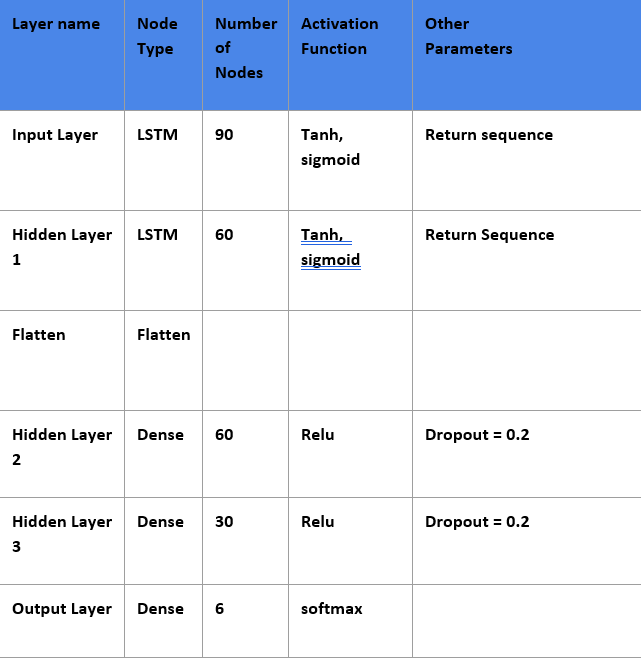 Layer name Node Type Number of Nodes Activation Function Other Parameters
Input Layer LSTM 90 Tanh, sigmoid Return sequence
Hidden Layer 1 LSTM 60 Tanh, sigmoid Return Sequence
Flatten Flatten
Hidden Layer 2 Dense 60 Relu Dropout = 0.2
Hidden Layer 3 Dense 30 Relu Dropout = 0.2
Output Layer Dense 6 softmax